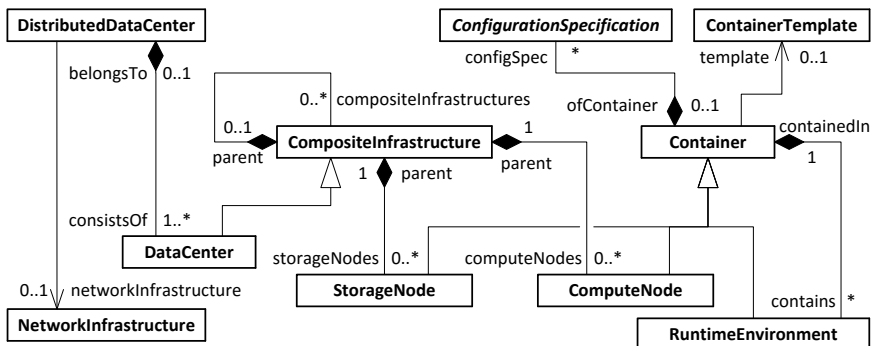 DistributedDataCenter
ConfigurationSpecification
ContainerTemplate
belongsTo
0..1
configSpec
*
template
0..1
0..*
compositeInfrastructures
ofContainer
0..1
0..1
parent
CompositeInfrastructure
1
parent
Container
containedIn
1
1
parent
consistsOf
1..*
DataCenter
storageNodes
0..*
computeNodes
0..*
0..1
networkInfrastructure
StorageNode
ComputeNode
contains
*
NetworkInfrastructure
RuntimeEnvironment